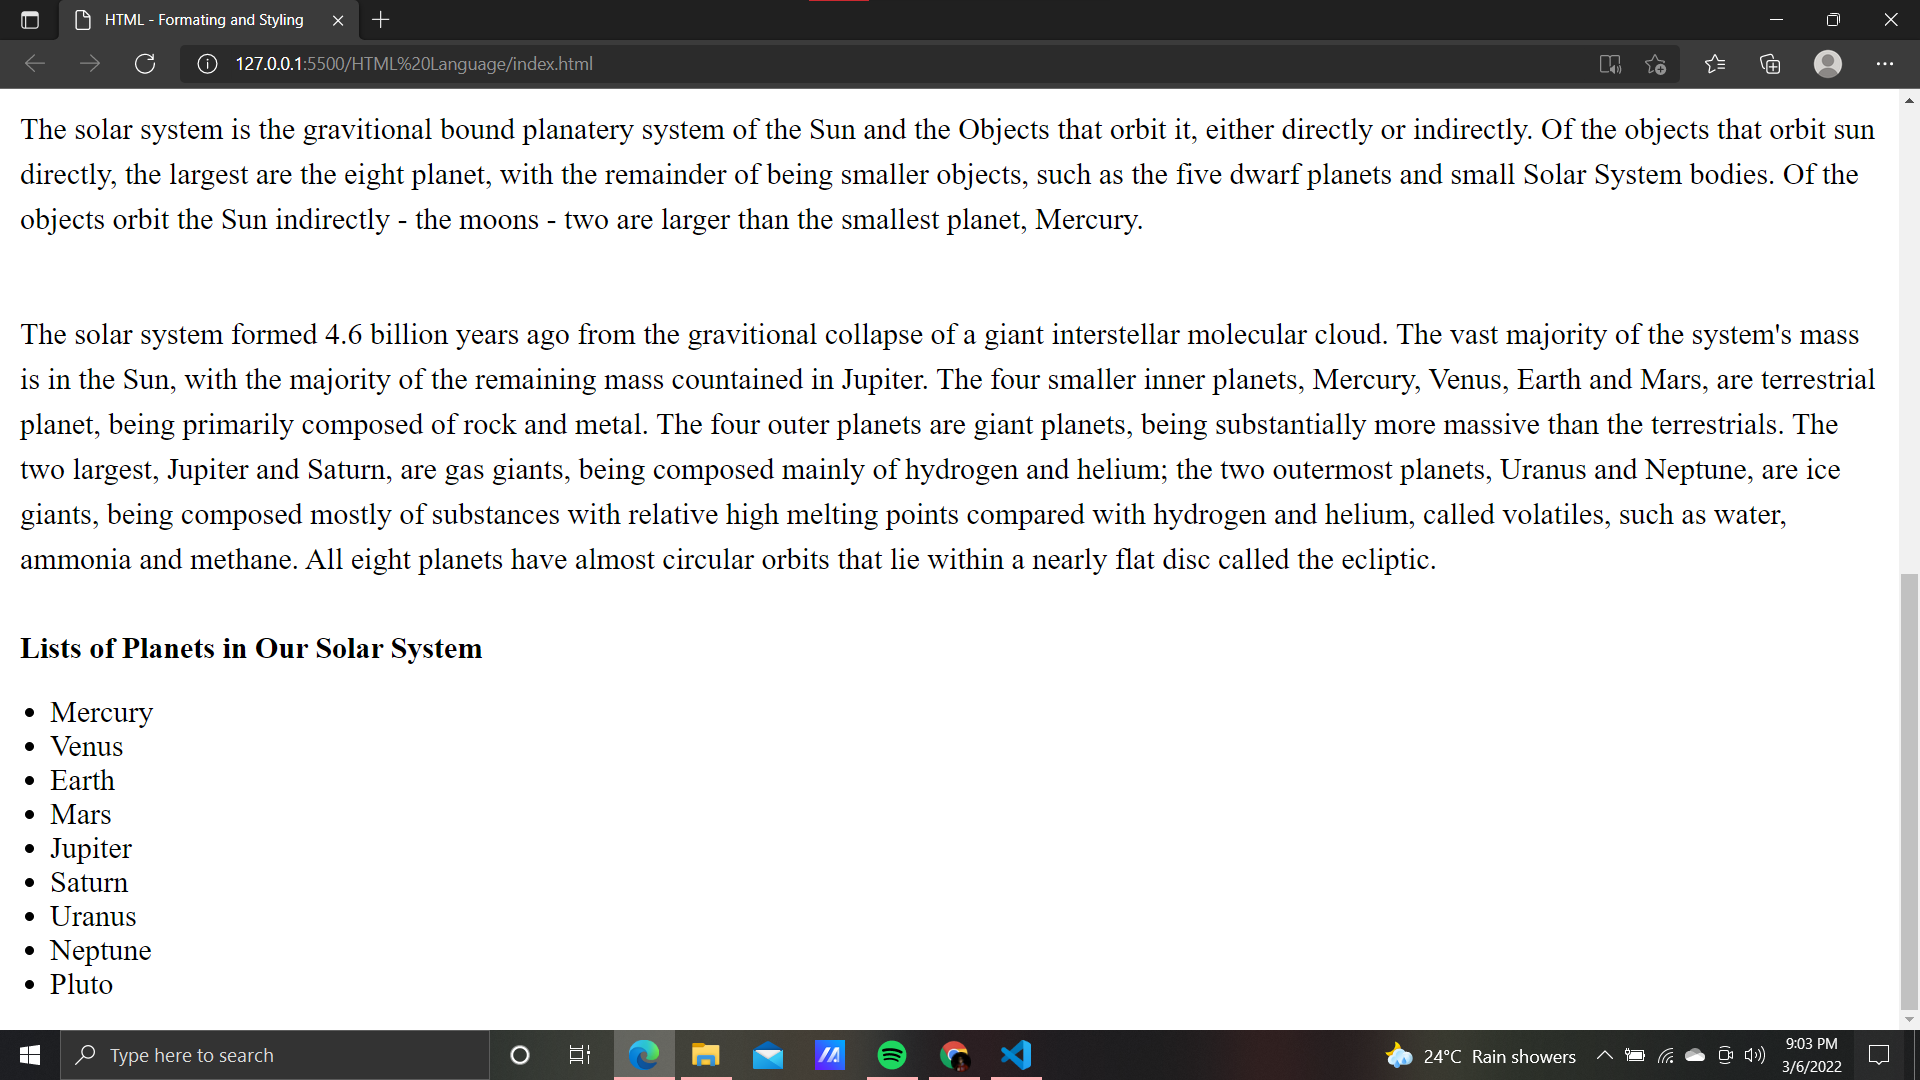 HTML - Formating and Styling
127.0.0.1:5500/HTML%20Language/index.html
The solar system is the gravitional bound planatery system of the Sun and the Objects that orbit it, either directly or indirectly. Of the objects that orbit sun
directly, the largest are the eight planet, with the remainder of being smaller objects, such as the five dwarf planets and small Solar System bodies. Of the
objects orbit the Sun indirectly - the moons - two are larger than the smallest planet, Mercury.
The solar system formed 4.6 billion years ago from the gravitional collapse of a giant interstellar molecular cloud. The vast majority of the system's mass
is in the Sun, with the majority of the remaining mass countained in Jupiter. The four smaller inner planets, Mercury, Venus, Earth and Mars, are terrestrial
planet, being primarily composed of rock and metal. The four outer planets are giant planets, being substantially more massive than the terrestrials. The
two largest, Jupiter and Saturn, are gas giants, being composed mainly of hydrogen and helium; the two outermost planets, Uranus and Neptune, are ice
giants, being composed mostly of substances with relative high melting points compared with hydrogen and helium, called volatiles, such as water,
ammonia and methane. All eight planets have almost circular orbits that lie within a nearly flat disc called the ecliptic.
Lists of Planets in Our Solar System
• Mercury
• Venus
• Earth
• Mars
• Jupiter
• Saturn
• Uranus
• Neptune
• Pluto
Type here to search
24°C Rain showers
9:03 PM
3/6/2022